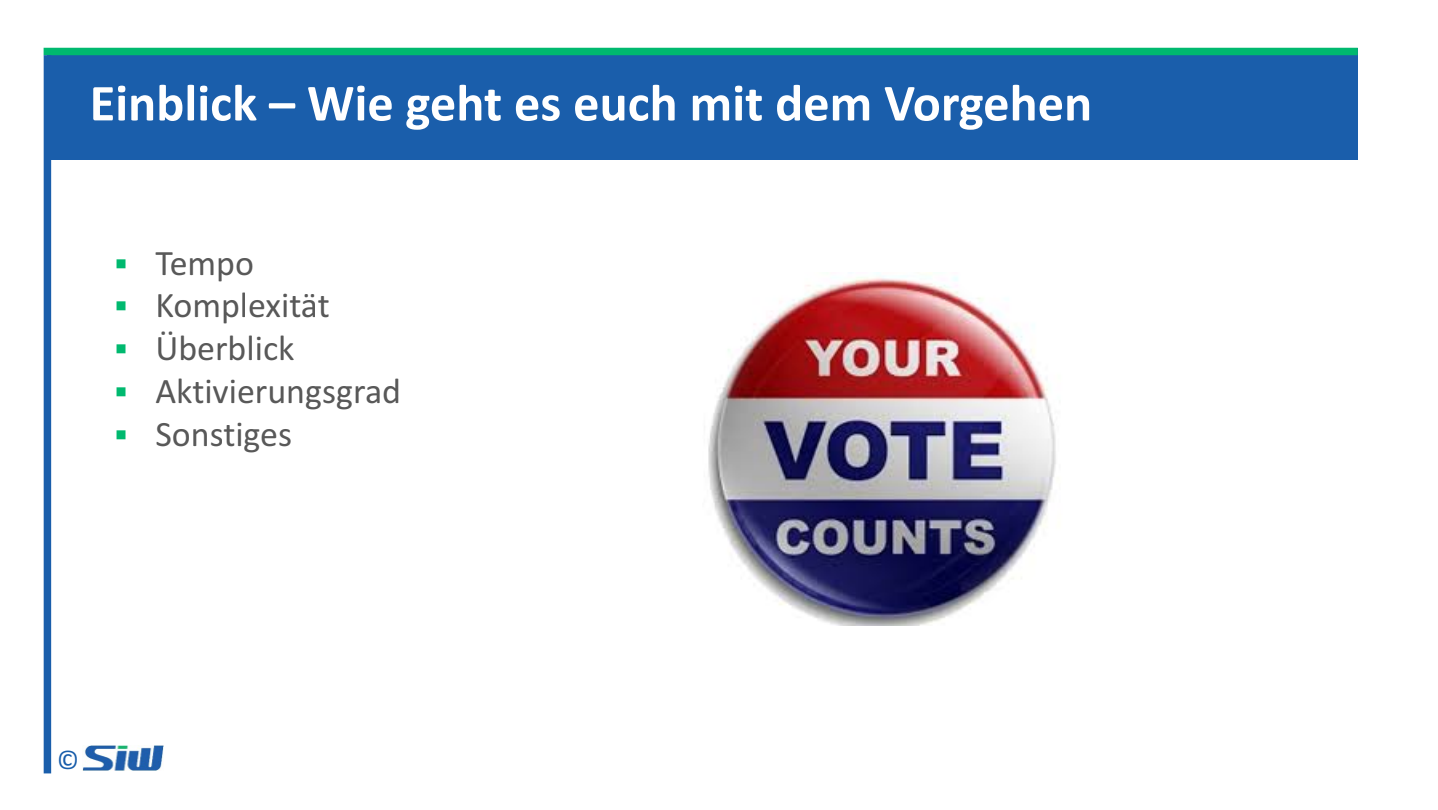 Einblick – Wie geht es euch mit dem Vorgehen
▪ Tempo
▪ Komplexität
▪ Überblick
▪ Aktivierungsgrad
▪ Sonstiges
YOUR
VOTE
COUNTS
© SiW